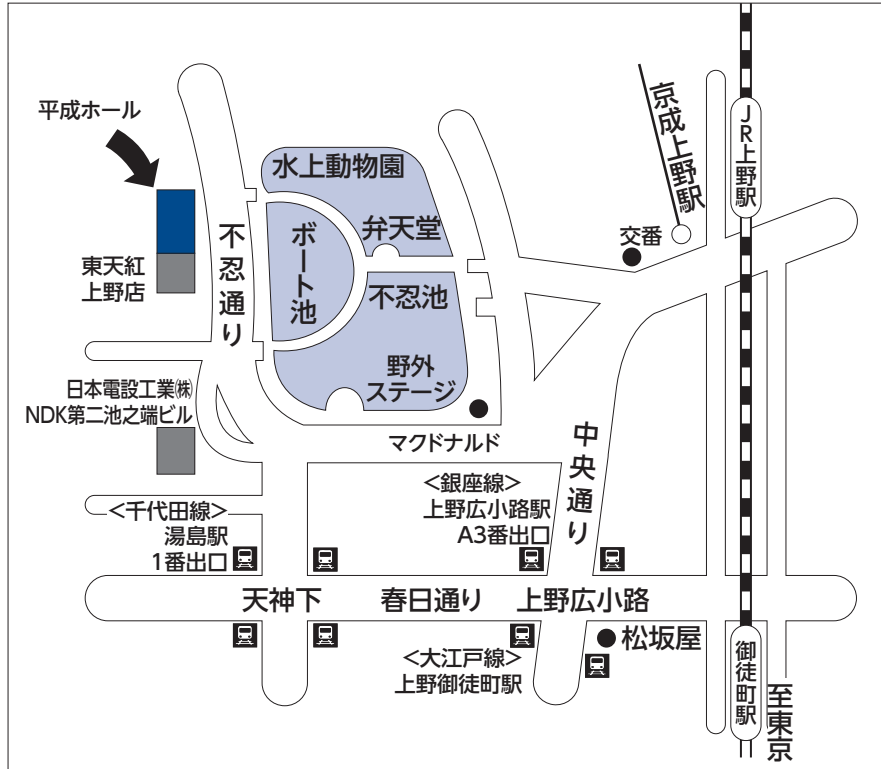 平成ホール
東天紅
上野店
不忍通り
水上動物園
ボート池
弁天堂
不忍池
野外
ステージ
京成上野駅
交番
JR上野駅
日本電設工業㈱
NDK第二池之端ビル
マクドナルド
中央通り
<銀座線>
上野広小路駅
A3番出口
<千代田線>
湯島駅
1番出口
天神下
春日通り
上野広小路
松坂屋
<大江戸線>
上野御徒町駅
御徒町駅
至東京